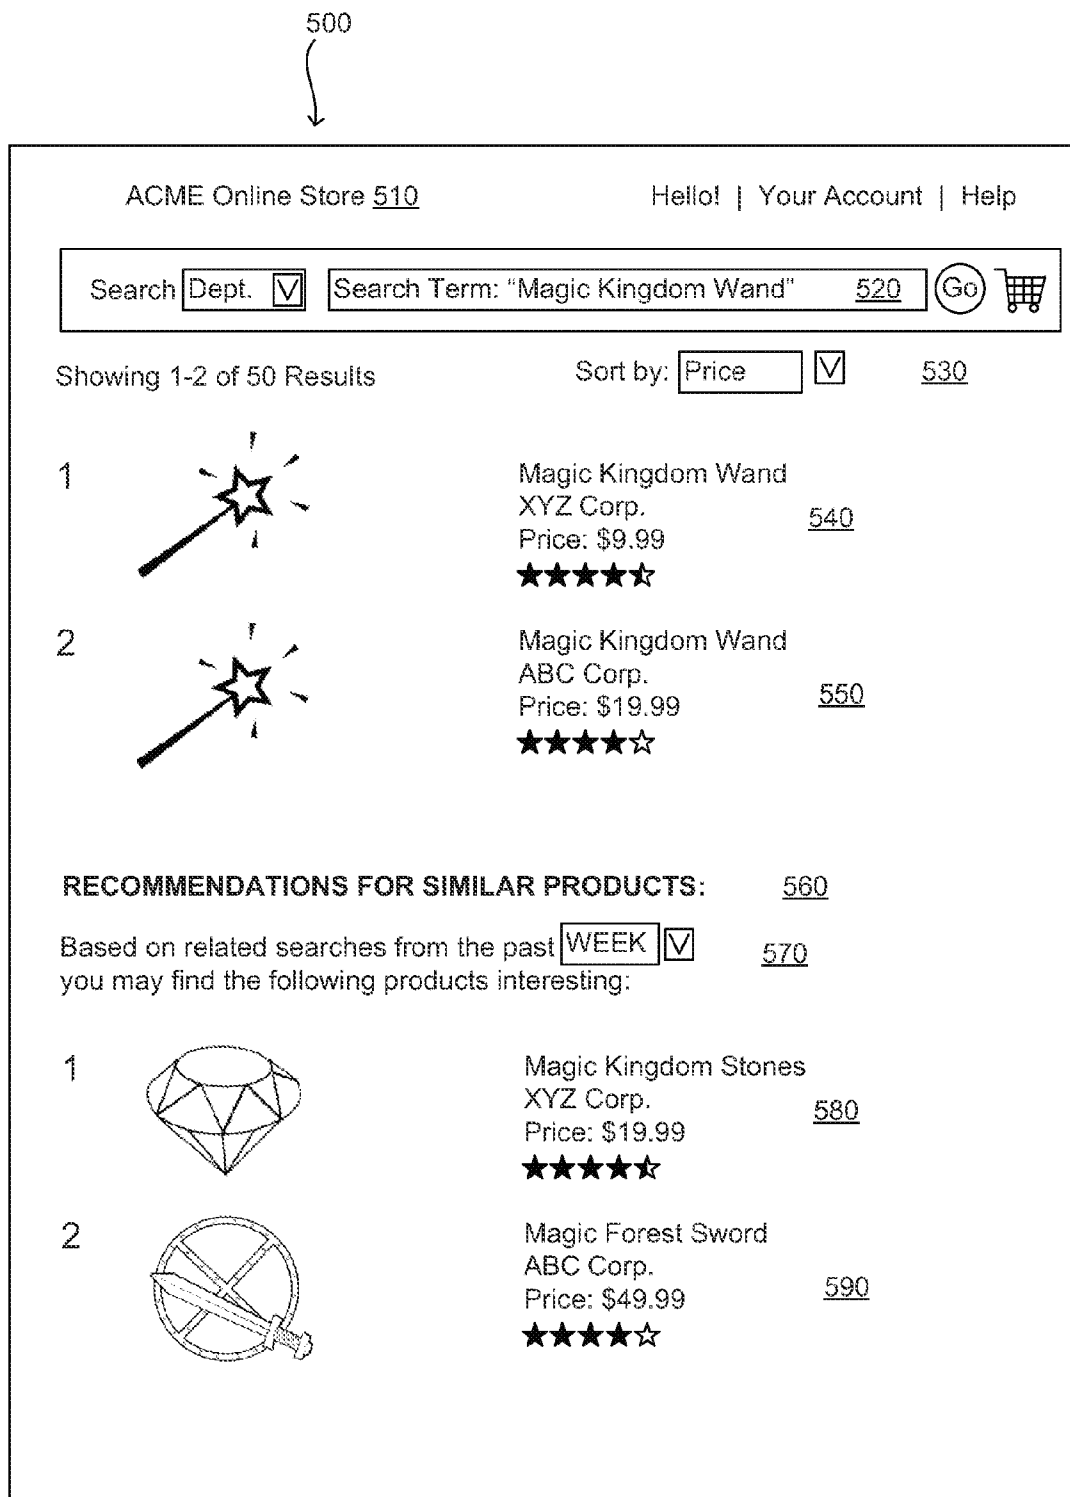 500
ACME Online Store 510 Hello! | Your Account | Help
Search Dept. V Search Term: “Magic Kingdom Wand” 520 Go
Showing 1-2 of 50 Results Sort by: Price V 530
1 Magic Kingdom Wand
XYZ Corp. 540
Price: $9.99
2 Magic Kingdom Wand
ABC Corp. 550
Price: $19.99
RECOMMENDATIONS FOR SIMILAR PRODUCTS: 560
Based on related searches from the past WEEK V 570
you may find the following products interesting:
1 Magic Kingdom Stones
XYZ Corp. 580
Price: $19.99
2 Magic Forest Sword
ABC Corp. 590
Price: $49.99